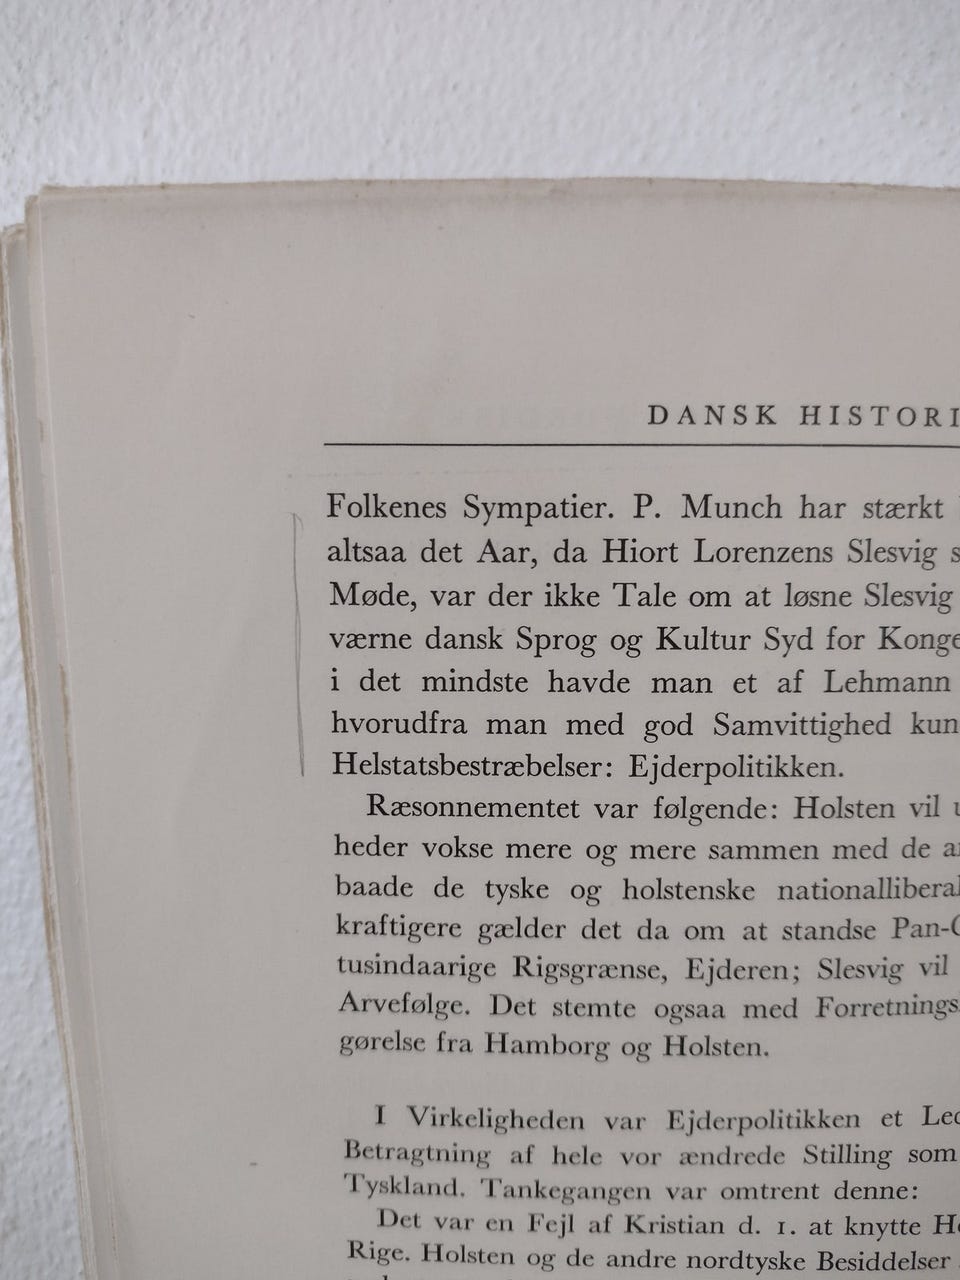 DANSK HISTORI
Folkenes Sympatier. P. Munch har stærkt
altsaa det Aar, da Hiort Lorenzens Slesvig s
Møde, var der ikke Tale om at løsne Slesvig
værne dansk Sprog og Kultur Syd for Konge
i det mindste havde man et af Lehmann
hvorudfra man med god Samvittighed kun
Helstatsbestræbelser: Ejderpolitikken.
Ræsonnementet var følgende: Holsten vil
heder vokse mere og mere sammen med de a
baade de tyske og holstenske nationalliberal
kraftigere gælder det da om at standse Pan-
tusindaarige Rigsgrænse, Ejderen; Slesvig vil
Arvefølge. Det stemte ogsaa med Forretnings
gørelse fra Hamborg og Holsten.
I Virkeligheden var Ejderpolitikken et Led
Betragtning af hele vor ændrede Stilling som
Tyskland. Tankegangen var omtrent denne:
Det var en Fejl af Kristian d. 1. at knytte Ho
Rige. Holsten og de andre nordtyske Besiddelser